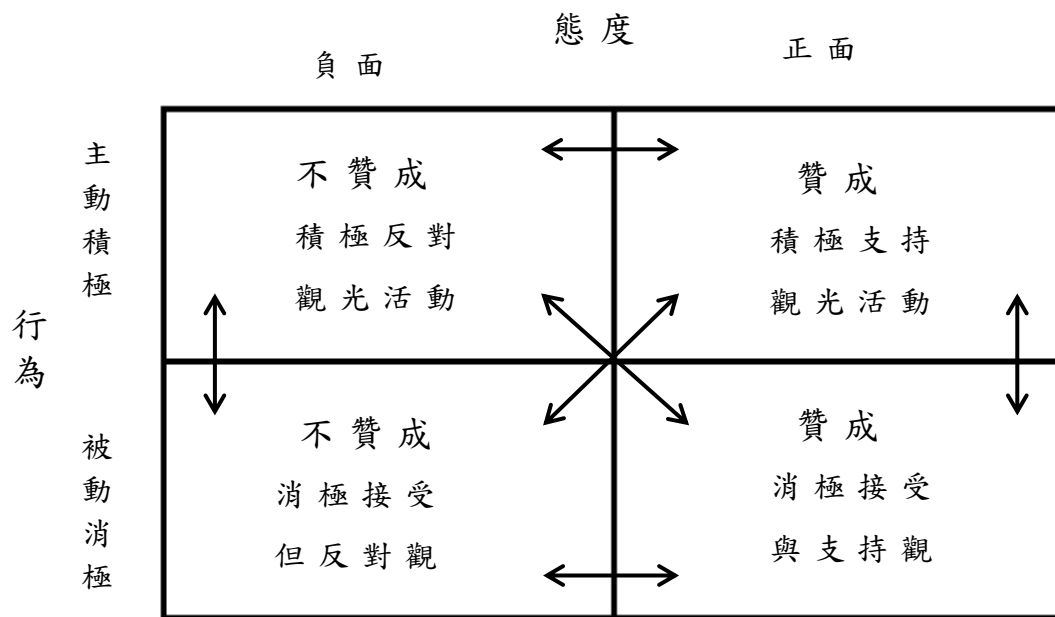 態度
負面
正面
主動積極
不贊成
積極反對
觀光活動
贊成
積極支持
觀光活動
行為
被動消極
不贊成
消極接受
但反對觀
贊成
消極接受
與支持觀